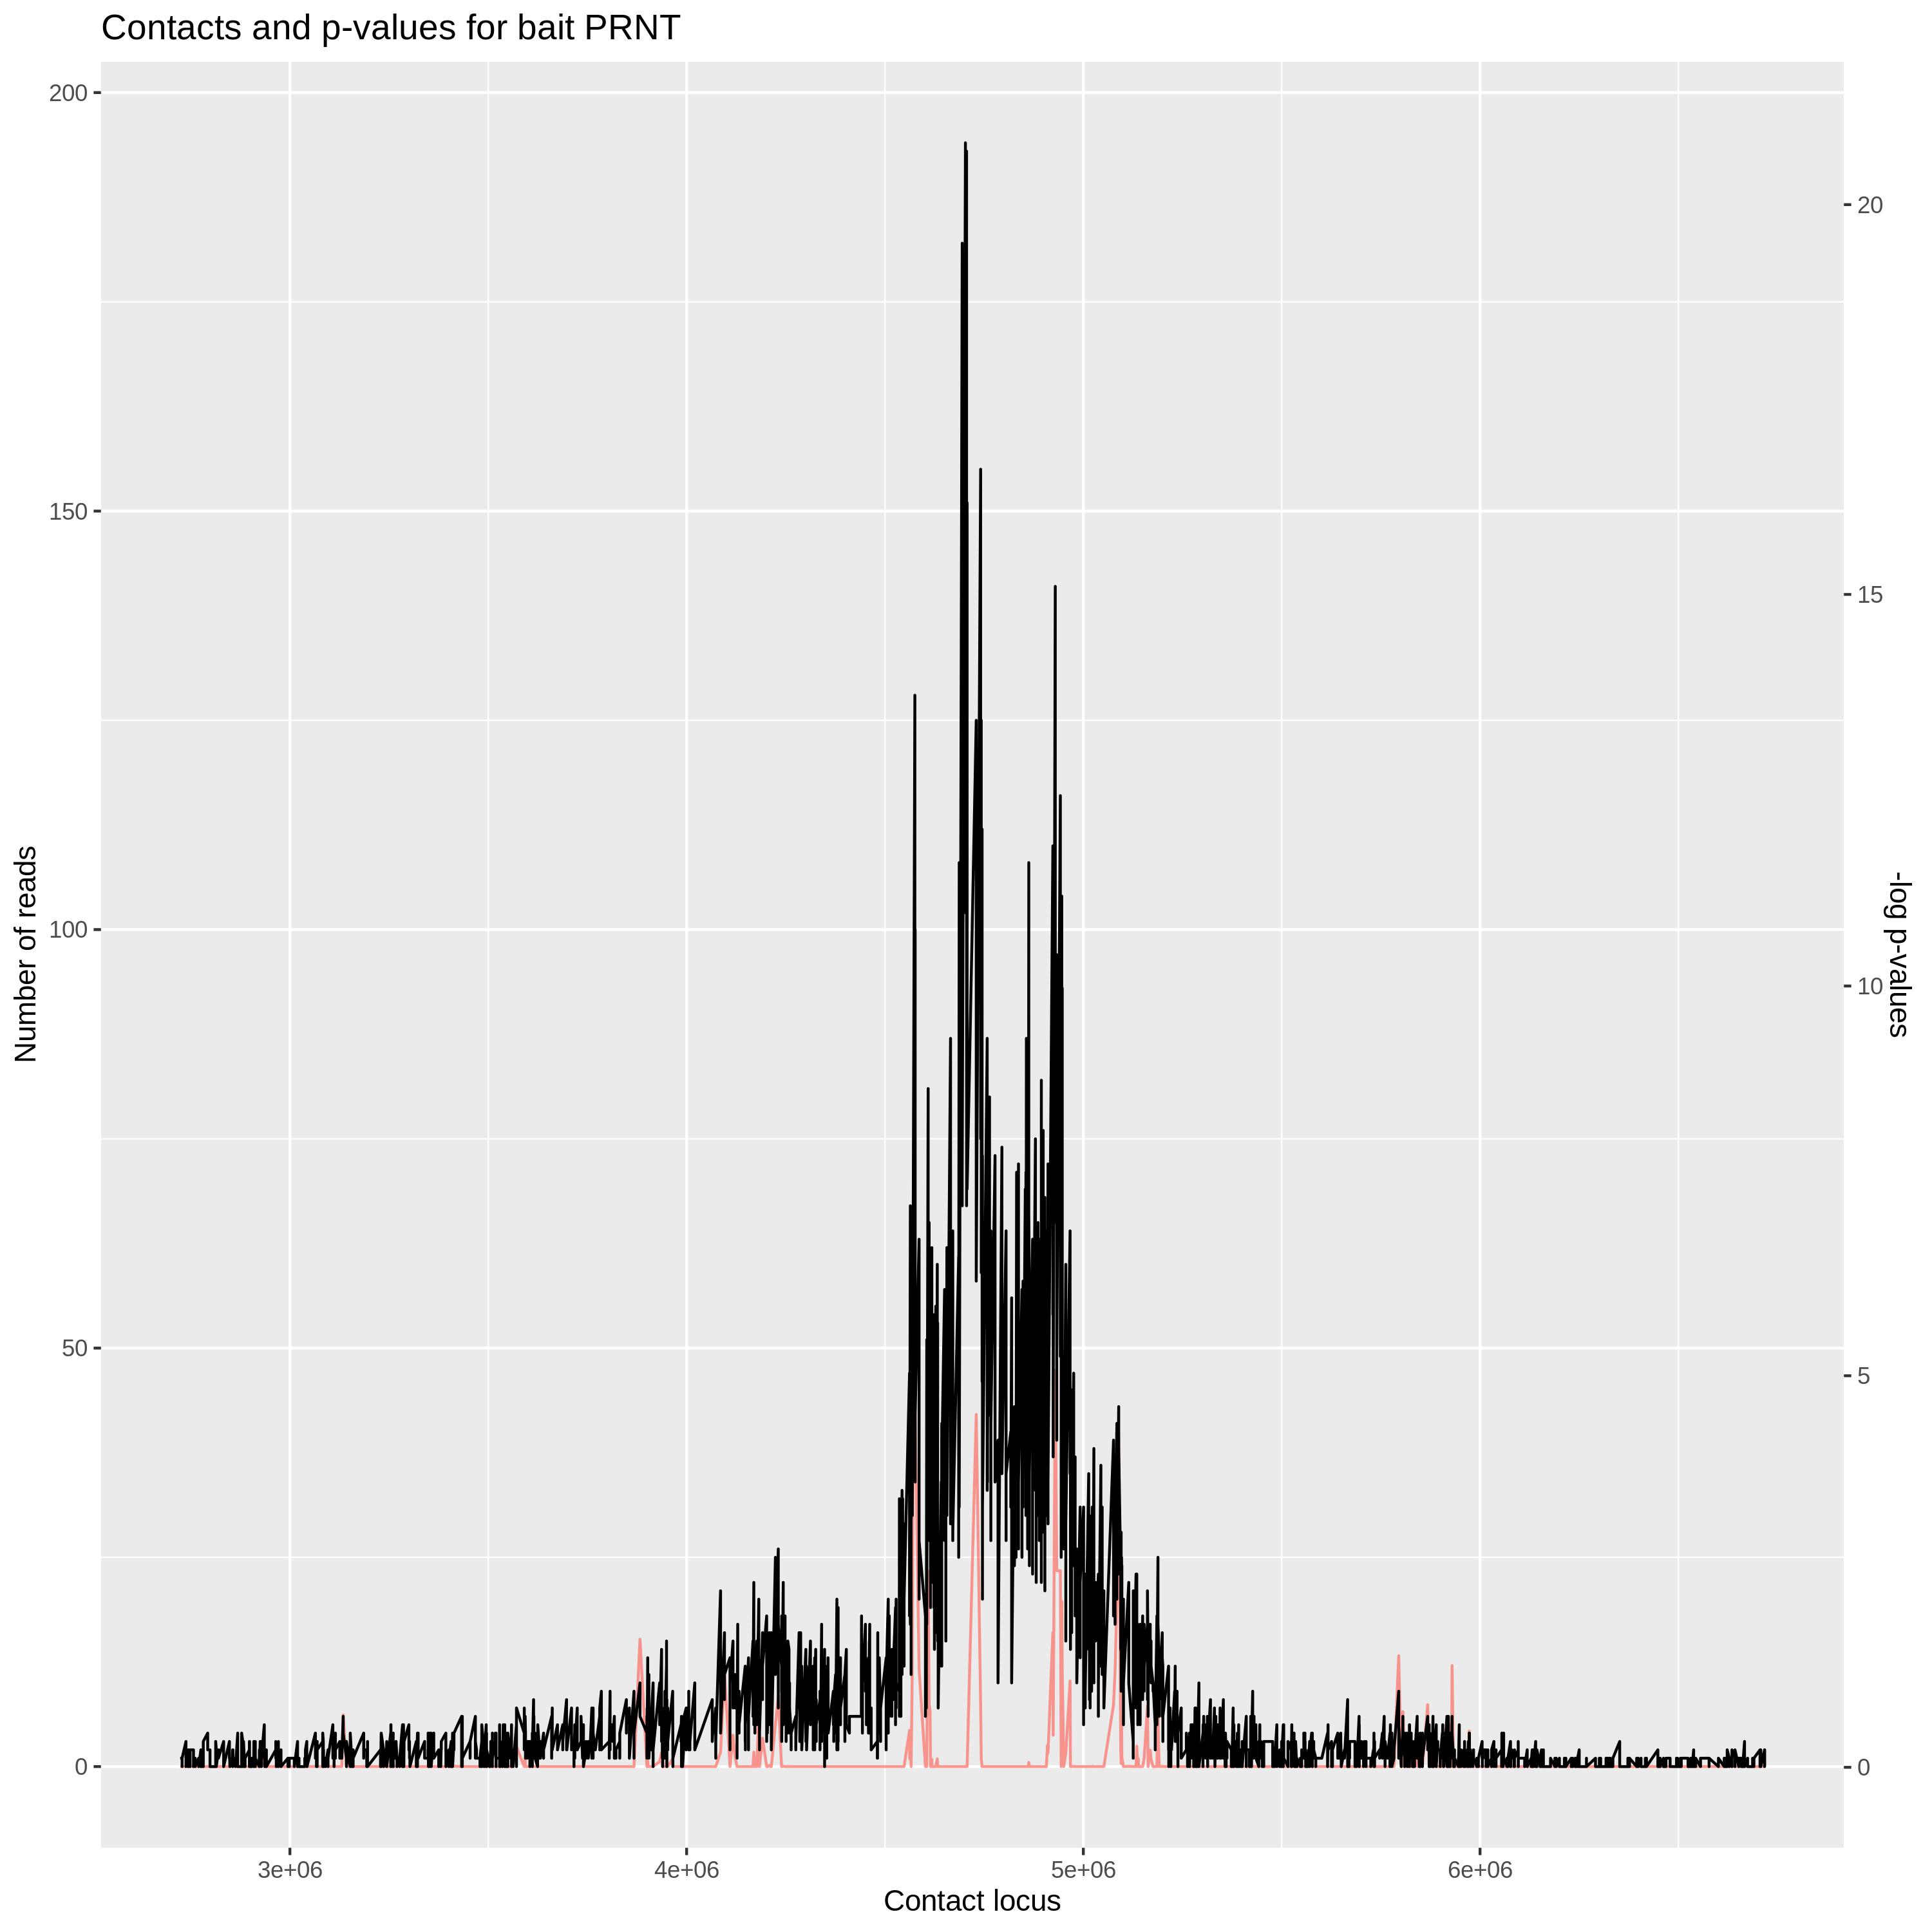 Contacts and p-values for bait PRNT
200
150
100
50
0
Number of reads
20
15
10
5
0
-log p-values
3e+06
4e+06
5e+06
6e+06
Contact locus